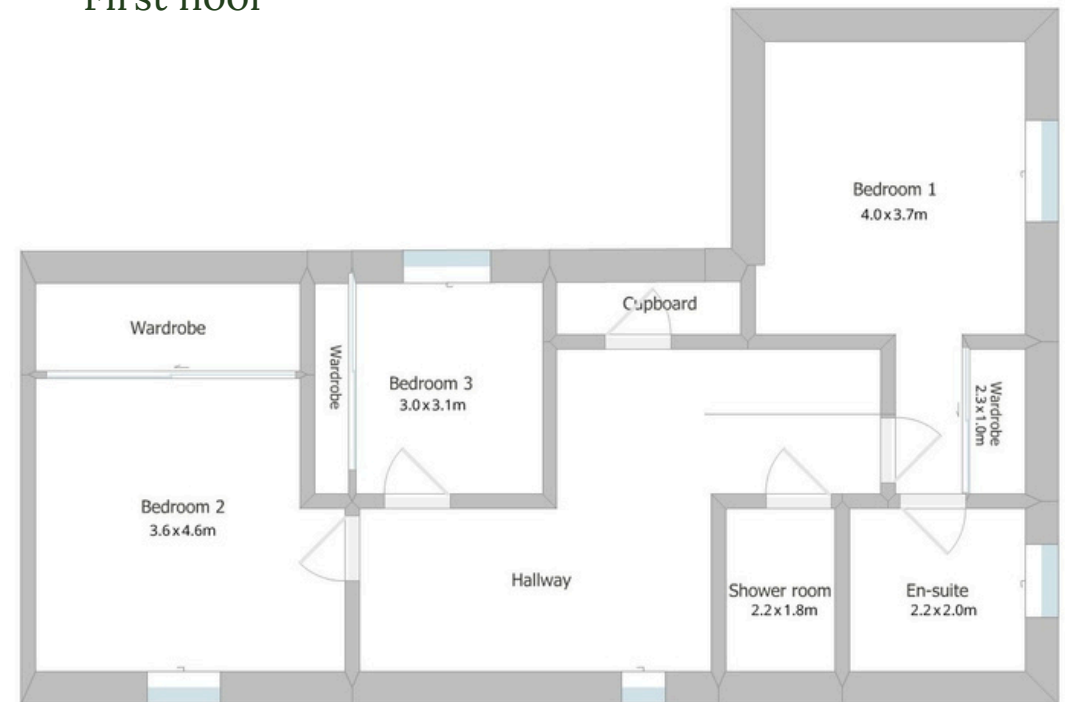 First floor
Bedroom 1
4.0 x 3.7m
Wardrobe
Cupboard
Wardrobe
Bedroom 3
3.0 x 3.1m
Wardrobe
2.3 x 1.0m
Bedroom 2
3.6 x 4.6m
Hallway
Shower room
2.2 x 1.8m
En-suite
2.2 x 2.0m